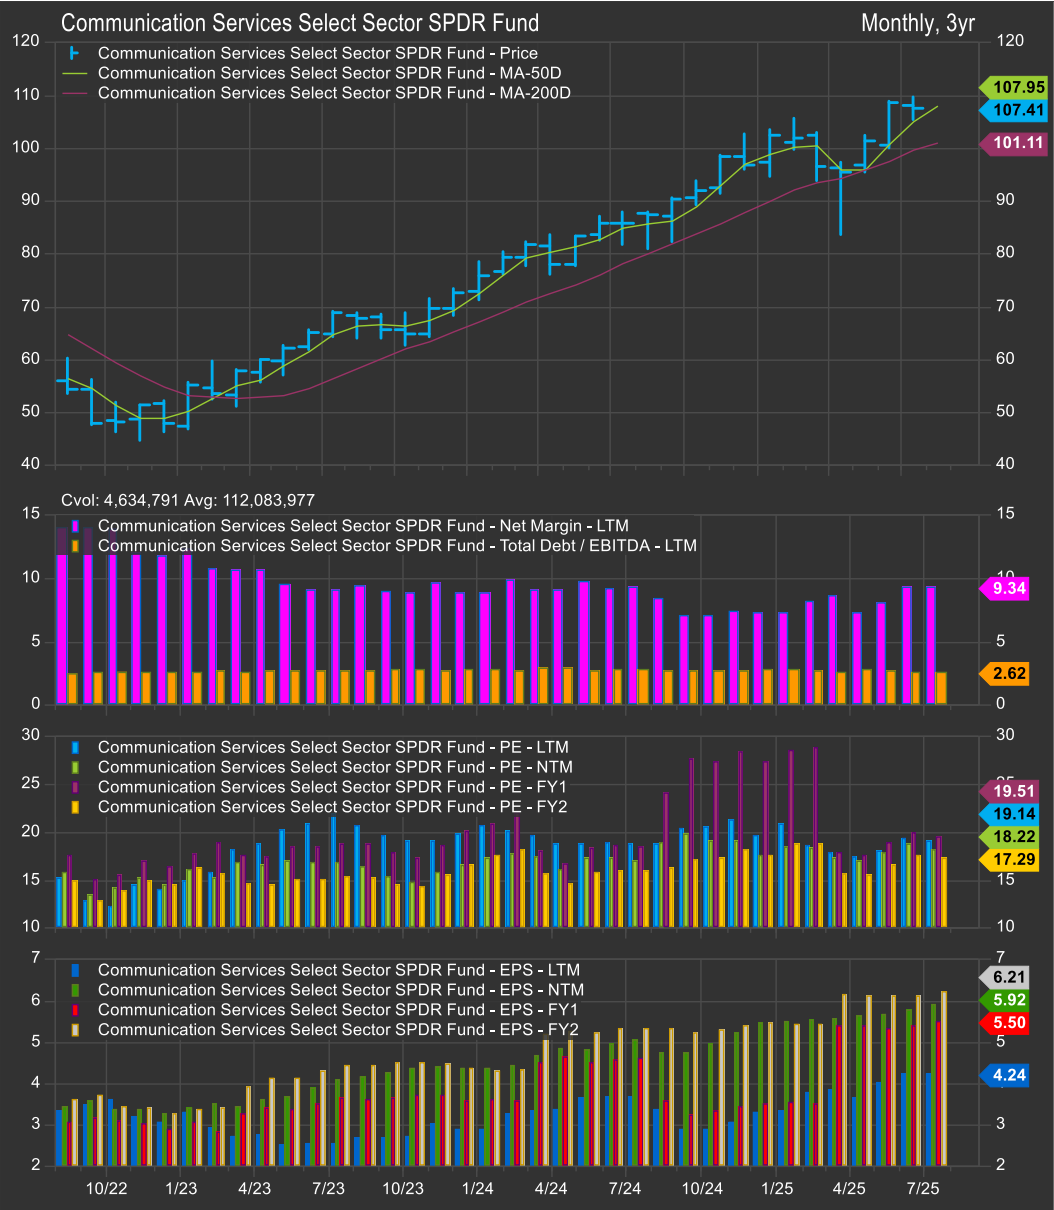 Communication Services Select Sector SPDR Fund Monthly, 3yr
120 120
Communication Services Select Sector SPDR Fund - Price
Communication Services Select Sector SPDR Fund - MA-50D
Communication Services Select Sector SPDR Fund - MA-200D
110 110
107.95
107.41
100 100
101.11
90 90
80 80
70 70
60 60
50 50
40 40
Cvol: 4,634,791 Avg: 112,083,977
15 15
Communication Services Select Sector SPDR Fund - Net Margin - LTM
Communication Services Select Sector SPDR Fund - Total Debt / EBITDA - LTM
10 10
9.34
5 5
2.62
0 0
30 30
Communication Services Select Sector SPDR Fund - PE - LTM
Communication Services Select Sector SPDR Fund - PE - NTM
25 25
Communication Services Select Sector SPDR Fund - PE - FY1
19.51
Communication Services Select Sector SPDR Fund - PE - FY2
19.14
20
18.22
17.29
15 15
10 10
7 7
Communication Services Select Sector SPDR Fund - EPS - LTM
6.21
Communication Services Select Sector SPDR Fund - EPS - NTM
6
5.92
Communication Services Select Sector SPDR Fund - EPS - FY1
5.50
Communication Services Select Sector SPDR Fund - EPS - FY2
5 5
4.24
4
3 3
2 2
10/22 1/23 4/23 7/23 10/23 1/24 4/24 7/24 10/24 1/25 4/25 7/25